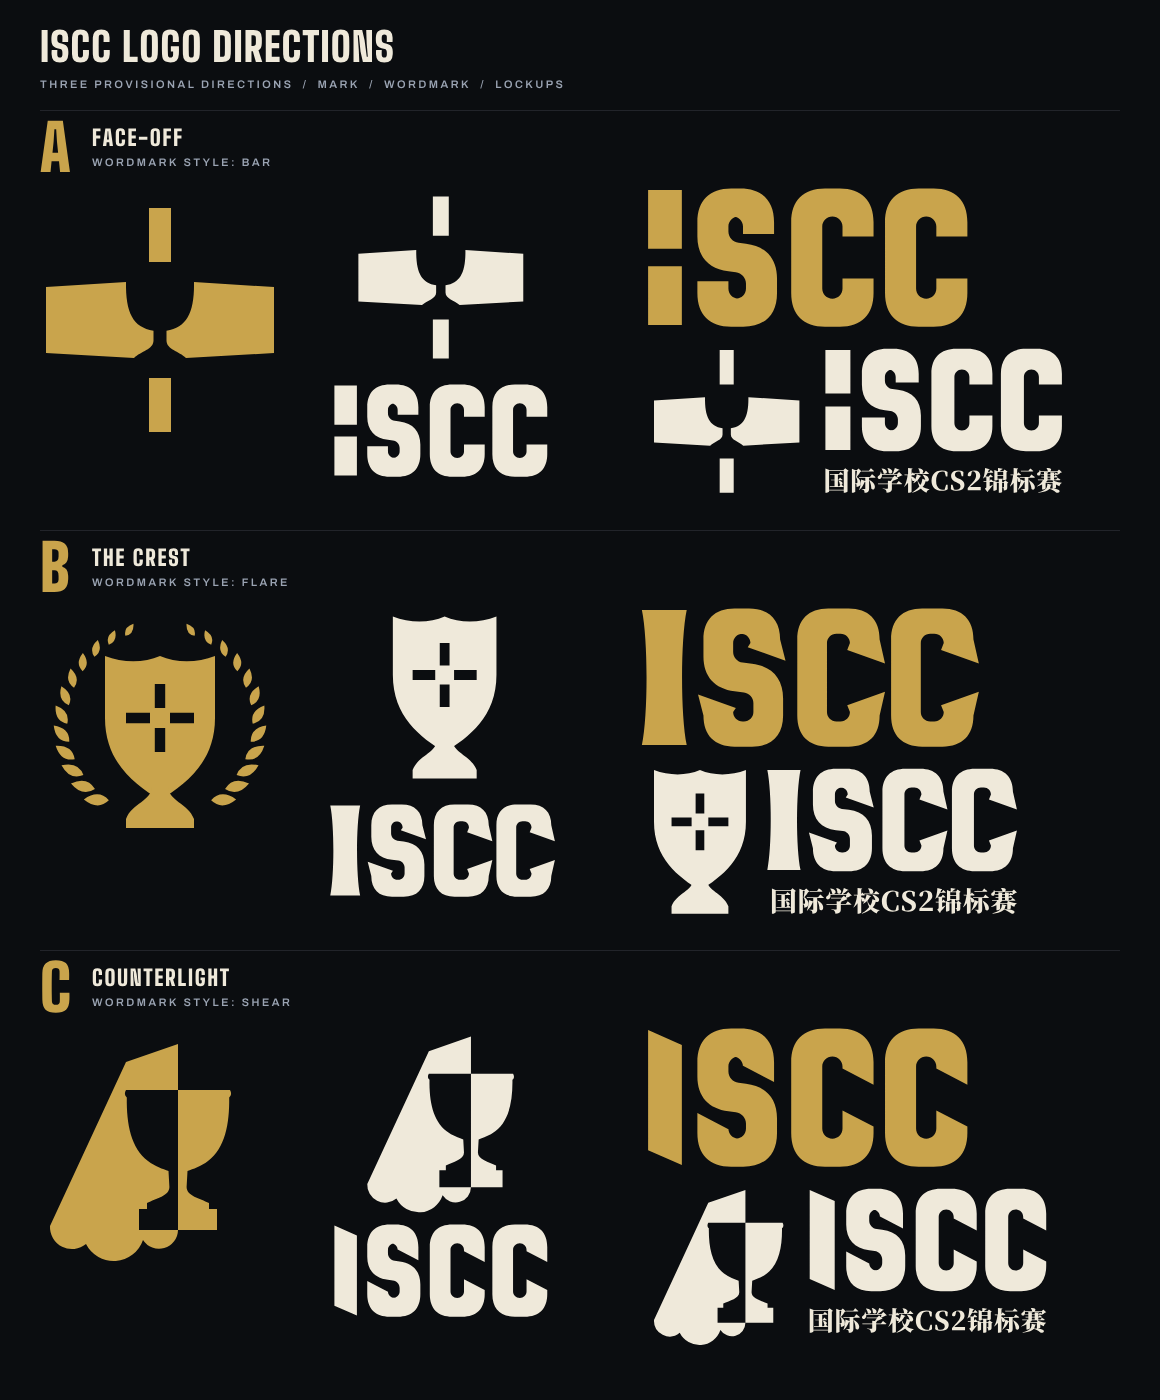 ISCC LOGO DIRECTIONS
THREE PROVISIONAL DIRECTIONS / MARK / WORDMARK / LOCKUPS
A
FACE-OFF
WORDMARK STYLE: BAR
ISCC
ISCC
ISCC
国际学校CS2锦标赛
B
THE CREST
WORDMARK STYLE: FLARE
ISCC
ISCC
ISCC
国际学校CS2锦标赛
C
COUNTERLIGHT
WORDMARK STYLE: SHEAR
ISCC
ISCC
ISCC
国际学校CS2锦标赛